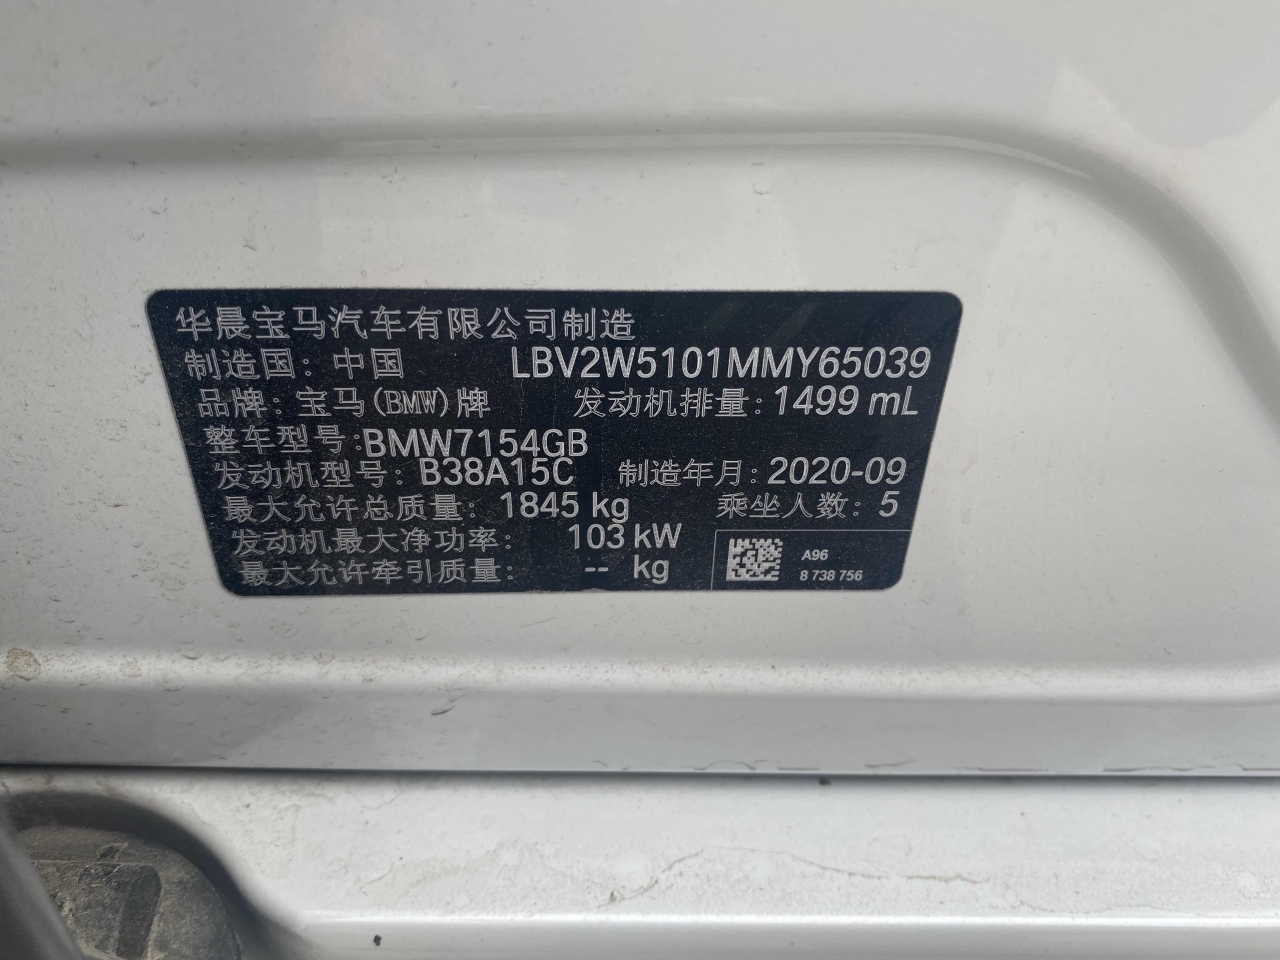 华晨宝马汽车有限公司制造
制造国：中国 LBV2W5101MMY65039
品牌：宝马(BMW)牌 发动机排量：1499 mL
整车型号：BMW7154GB
发动机型号：B38A15C 制造年月：2020-09
最大允许总质量：1845 kg 乘坐人数：5
发动机最大净功率：103 kW
最大允许牵引质量：-- kg
A96
8 738 756